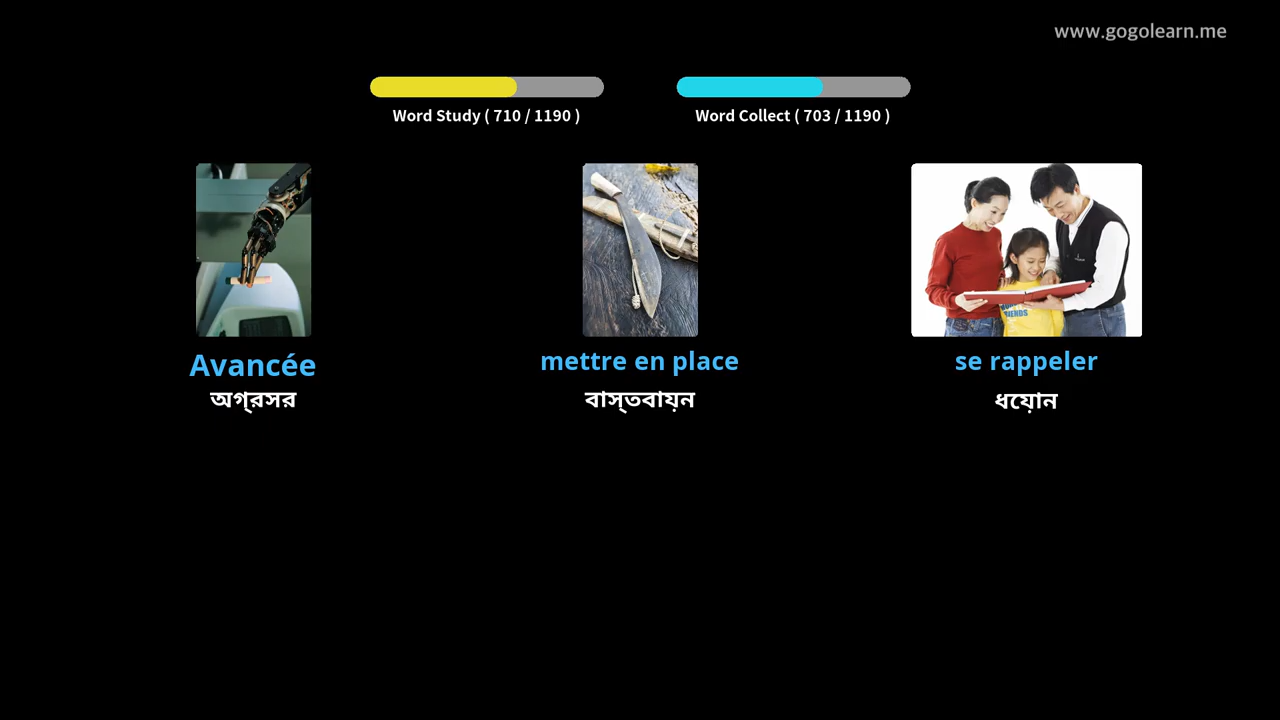 www.gogolearn.me
Word Study ( 710 / 1190 )
Word Collect ( 703 / 1190 )
Avancée
mettre en place
se rappeler
অগ্রসর
বাস্তবায়ন
ধ্যেয়ান